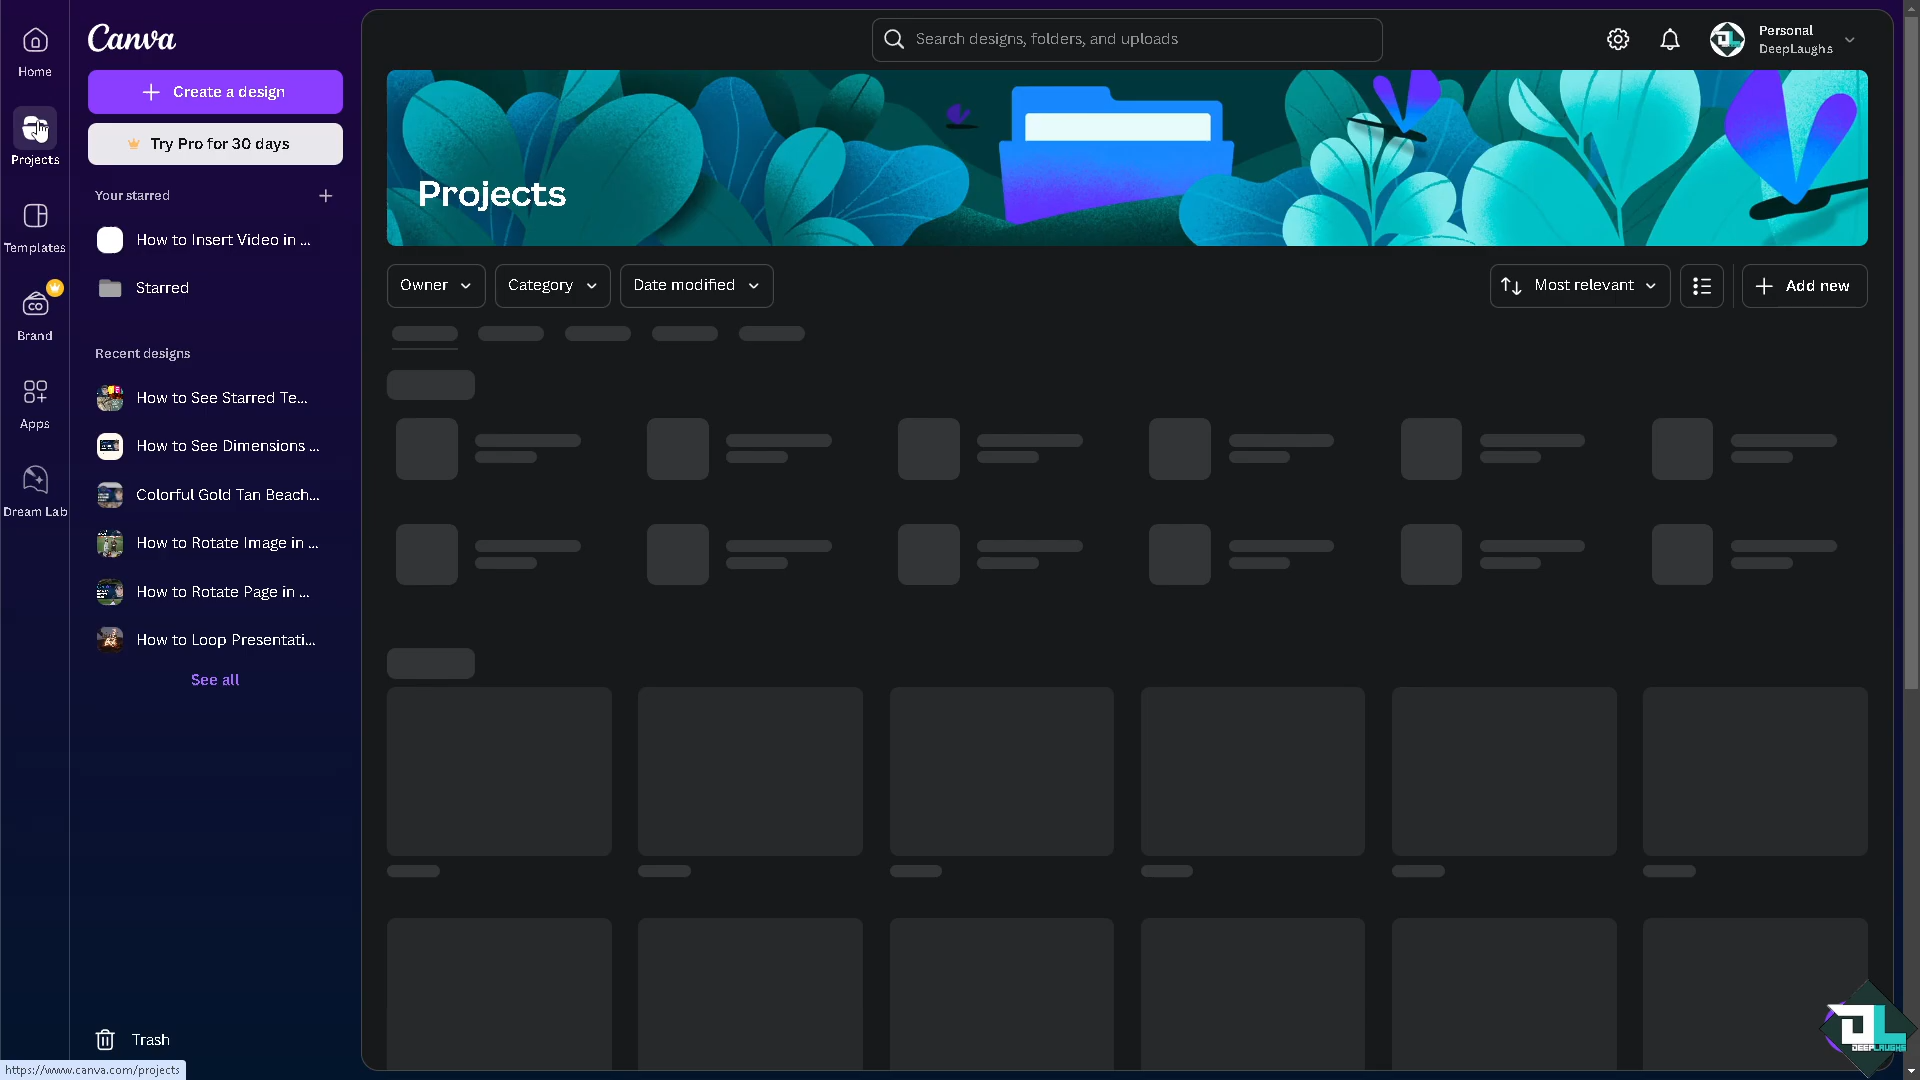 Home
Projects
Templates
Brand
Apps
Dream Lab
Canva
Create a design
Try Pro for 30 days
Your starred
How to Insert Video in ...
Starred
Recent designs
How to See Starred Te...
How to See Dimensions ...
Colorful Gold Tan Beach...
How to Rotate Image in ...
How to Rotate Page in ...
How to Loop Presentati...
See all
Trash
https://www.canva.com/projects
Search designs, folders, and uploads
Personal
DeepLaughs
Projects
Owner
Category
Date modified
Most relevant
Add new
DL
DEEPLAUGHS